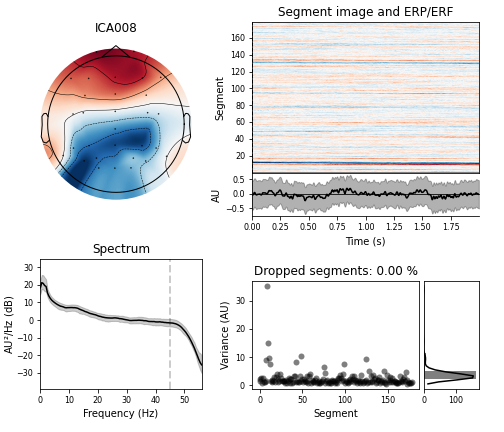 ICA008
Segment image and ERP/ERF
Segment
160
140
120
100
80
60
40
20
AU
0.5
0.0
−0.5
0.00 0.25 0.50 0.75 1.00 1.25 1.50 1.75
Time (s)
Spectrum
AU²/Hz (dB)
30
20
10
0
−10
−20
−30
0 10 20 30 40 50
Frequency (Hz)
Dropped segments: 0.00 %
Variance (AU)
30
20
10
0
0 50 100 150
Segment
0 100